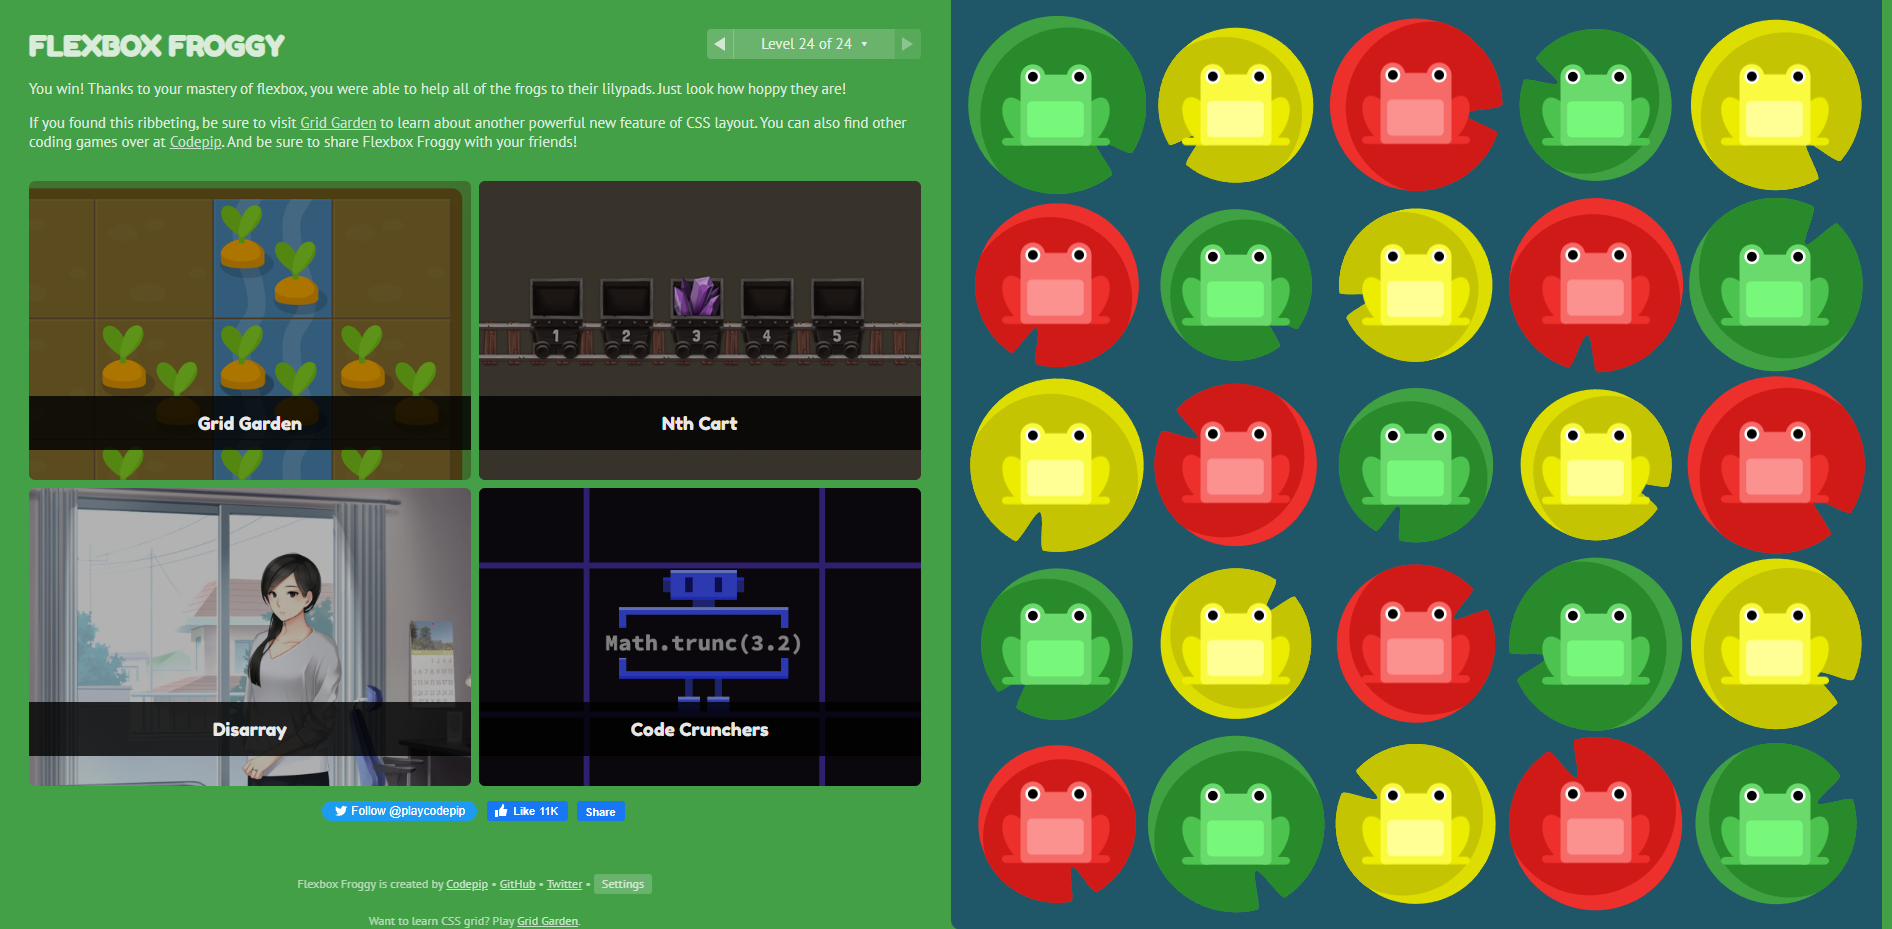 FLEXBOX FROGGY
Level 24 of 24
You win! Thanks to your mastery of flexbox, you were able to help all of the frogs to their lilypads. Just look how hoppy they are!
If you found this ribbeting, be sure to visit Grid Garden to learn about another powerful new feature of CSS layout. You can also find other
coding games over at Codepip. And be sure to share Flexbox Froggy with your friends!
1 2 3 4 5
Grid Garden
Nth Cart
Math.trunc(3.2)
Disarray
Code Crunchers
Follow @playcodepip
Like 11K
Share
Flexbox Froggy is created by Codepip • GitHub • Twitter • Settings
Want to learn CSS grid? Play Grid Garden.